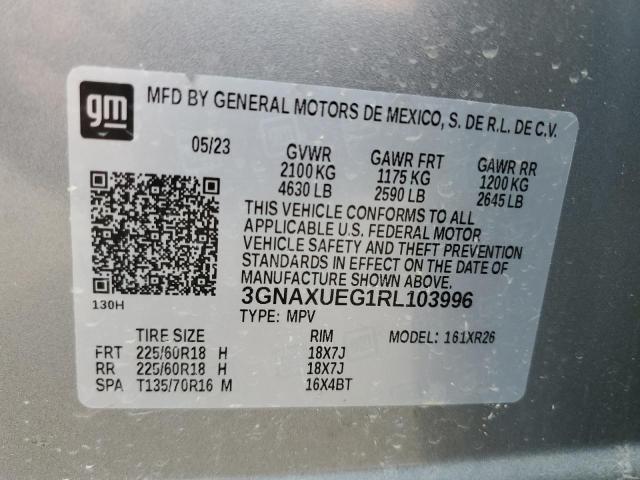 gm
MFD BY GENERAL MOTORS DE MEXICO, S. DE R.L. DE C.V.
05/23 GVWR GAWR FRT GAWR RR
2100 KG 1175 KG 1200 KG
4630 LB 2590 LB 2645 LB
THIS VEHICLE CONFORMS TO ALL
APPLICABLE U.S. FEDERAL MOTOR
VEHICLE SAFETY AND THEFT PREVENTION
STANDARDS IN EFFECT ON THE DATE OF
MANUFACTURE SHOWN ABOVE.
3GNAXUEG1RL103996
130H
TYPE: MPV
TIRE SIZE RIM MODEL: 161XR26
FRT 225/60R18 H 18X7J
RR 225/60R18 H 18X7J
SPA T135/70R16 M 16X4BT